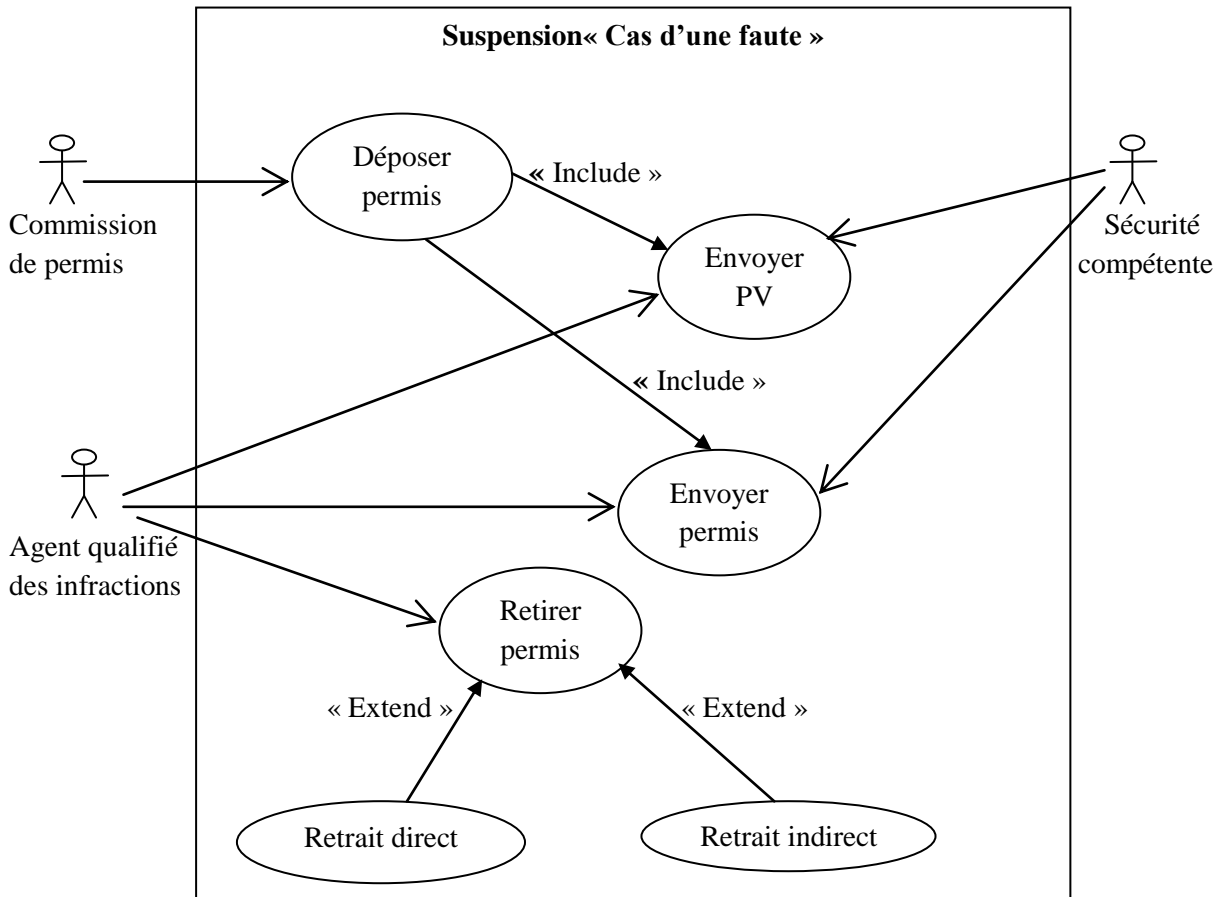 Suspension« Cas d'une faute »
Déposer
permis
« Include »
Commission
de permis
Sécurité
compétente
Envoyer
PV
« Include »
Envoyer
permis
Agent qualifié
des infractions
Retirer
permis
« Extend »
« Extend »
Retrait direct
Retrait indirect